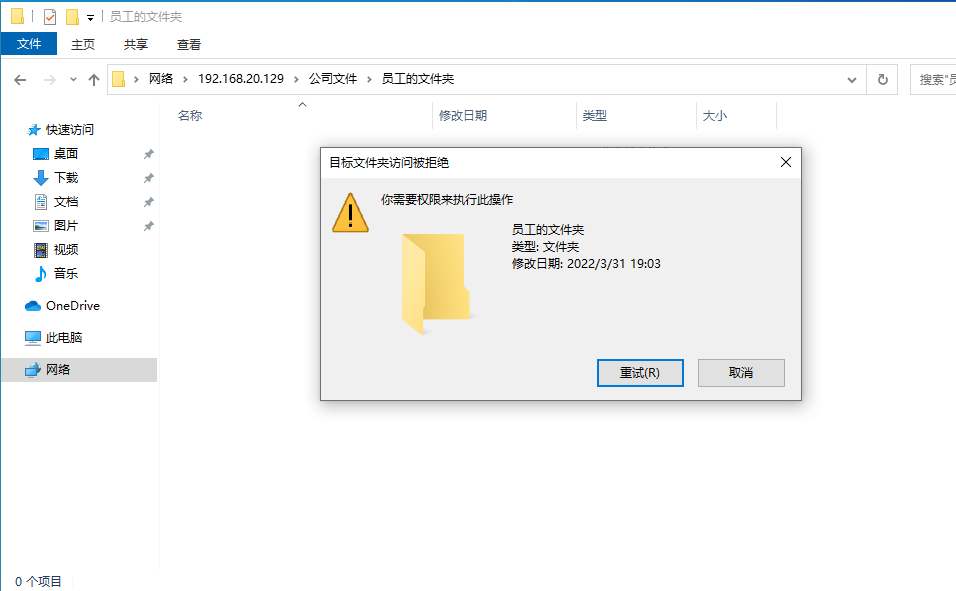 员工的文件夹
文件 主页 共享 查看
网络 192.168.20.129 公司文件 员工的文件夹
搜索"员
名称 修改日期 类型 大小
快速访问
桌面
下载
文档
图片
视频
音乐
OneDrive
此电脑
网络
目标文件夹访问被拒绝
你需要权限来执行此操作
员工的文件夹
类型: 文件夹
修改日期: 2022/3/31 19:03
重试(R) 取消
0 个项目